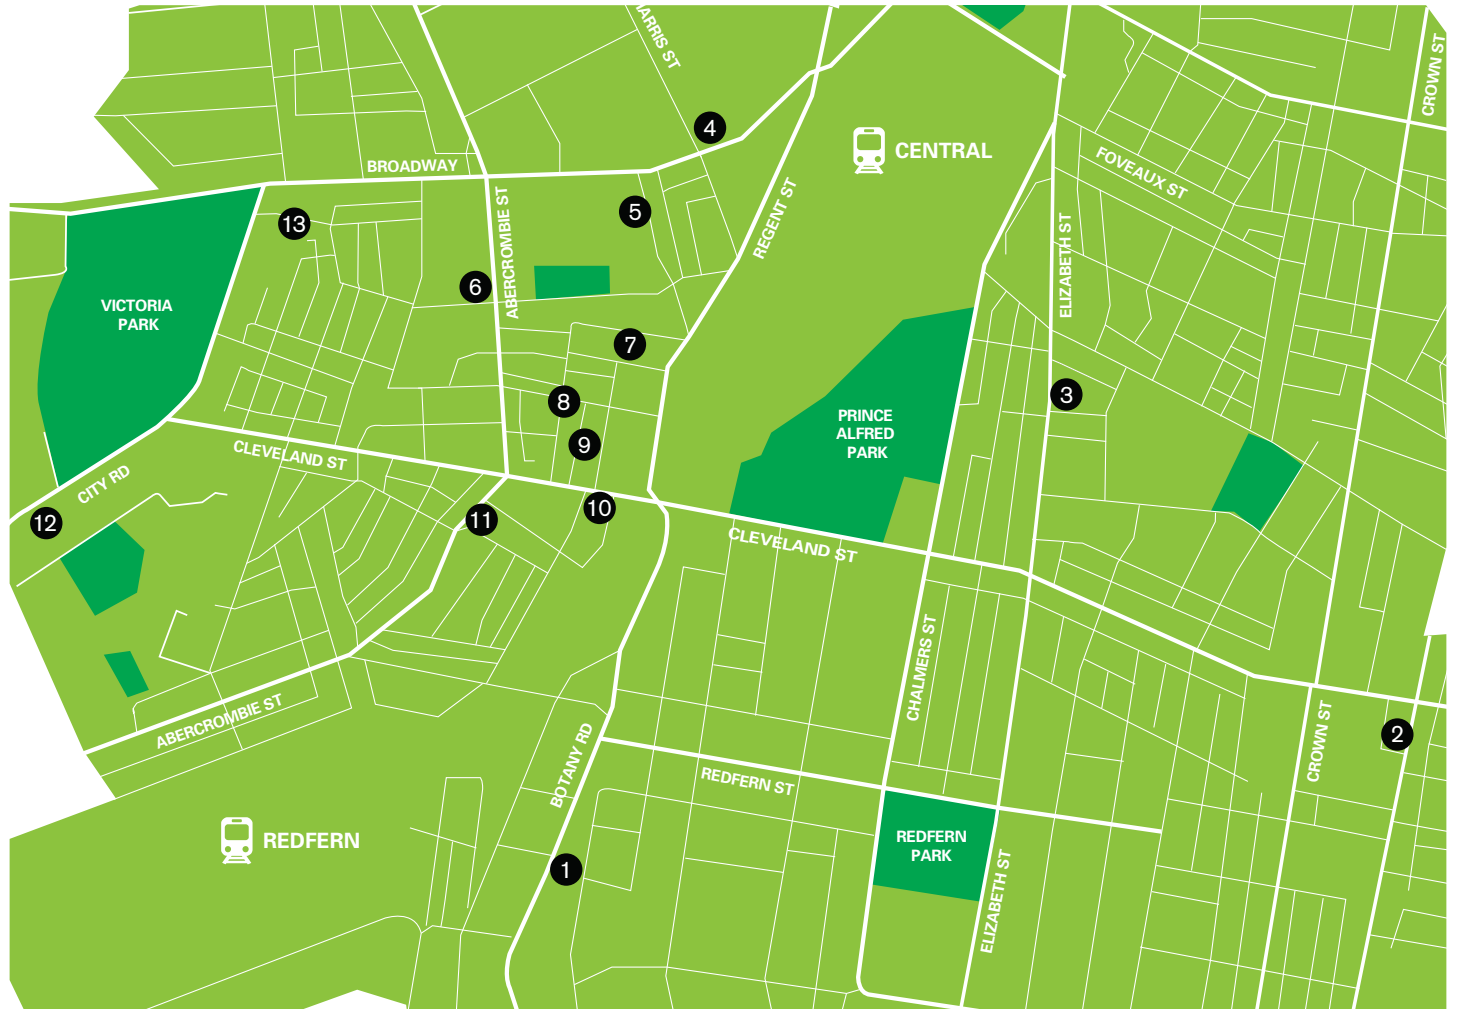 HARRIS ST
CROWN ST
4
CENTRAL
BROADWAY
FOVEAUX ST
13
5
ABERCROMBIE ST
REGENT ST
ELIZABETH ST
6
VICTORIA
PARK
7
3
8
PRINCE
ALFRED
PARK
9
CLEVELAND ST
CITY RD
10
12
11
CLEVELAND ST
CHALMERS ST
ABERCROMBIE ST
BOTANY RD
CROWN ST
2
REDFERN ST
REDFERN
REDFERN
PARK
1
ELIZABETH ST